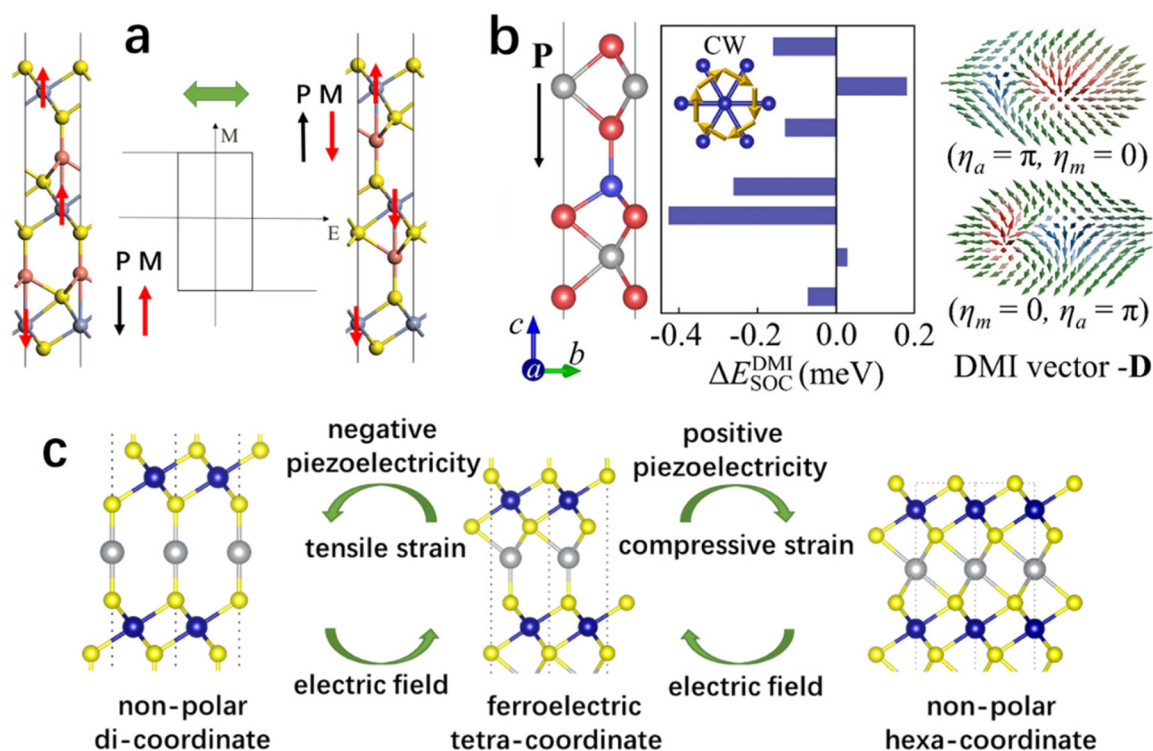 a
P M
M
E
P M
b
P
CW
c
b
a
-0.4
-0.2
0.0
0.2
ΔE_SOC^DMI (meV)
(η_a = π, η_m = 0)
(η_m = 0, η_a = π)
DMI vector -D
c
negative
piezoelectricity
tensile strain
electric field
positive
piezoelectricity
compressive strain
electric field
non-polar
di-coordinate
ferroelectric
tetra-coordinate
non-polar
hexa-coordinate